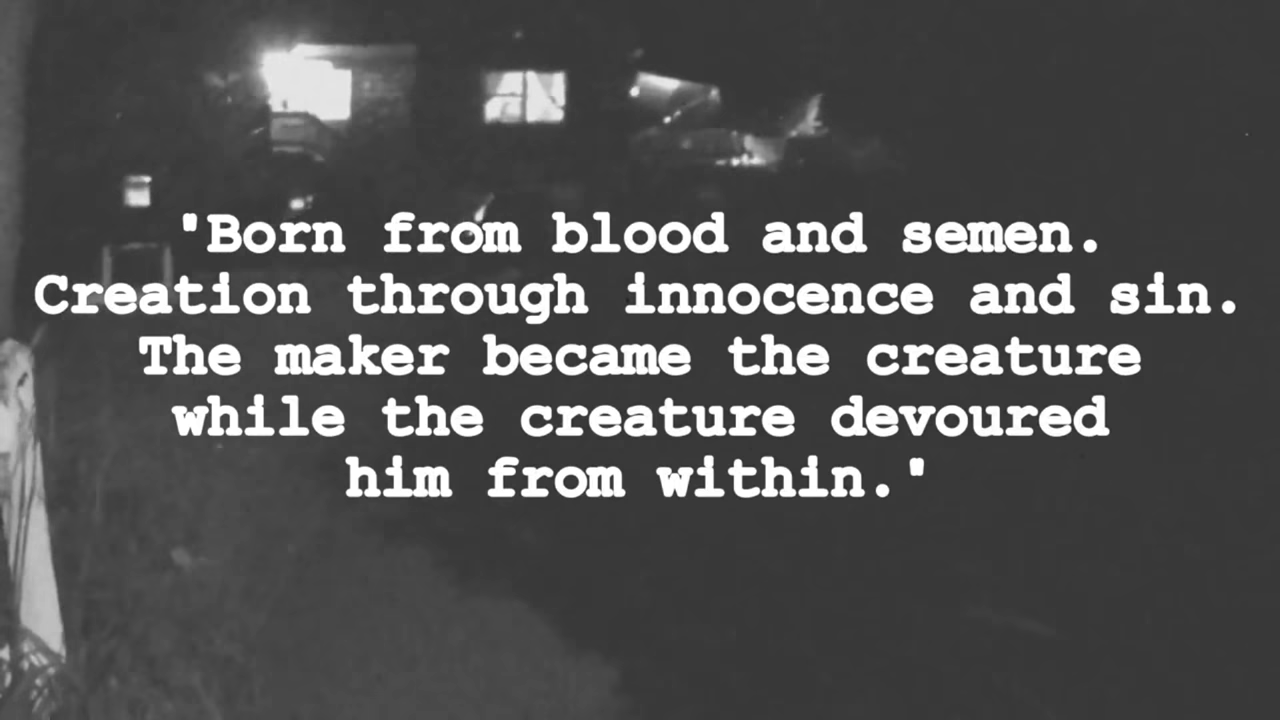 "Born from blood and semen.
Creation through innocence and sin.
The maker became the creature
while the creature devoured
him from within."